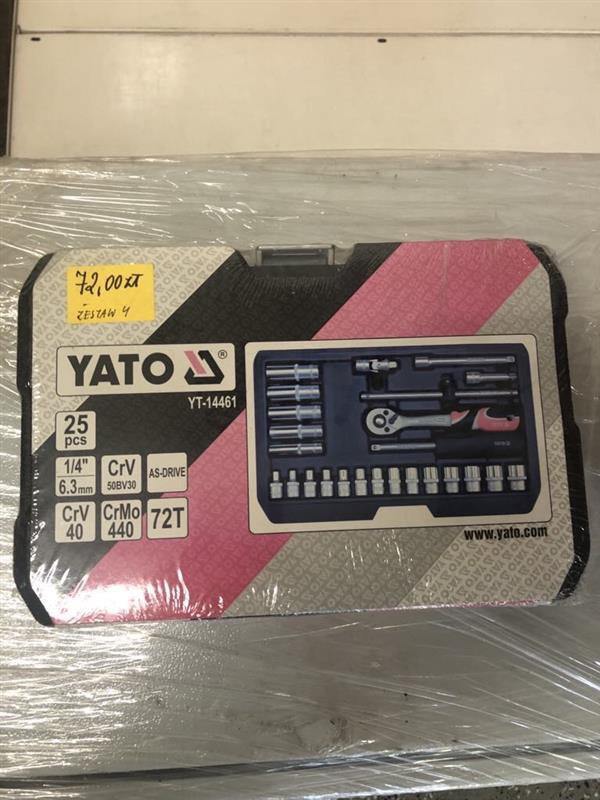 72,00 zł
ZESTAW 4
YATO ®
YT-14461
25
pcs
1/4"
6.3mm
CrV
50BV30
AS-DRIVE
CrV
40
CrMo
440
72T
www.yato.com